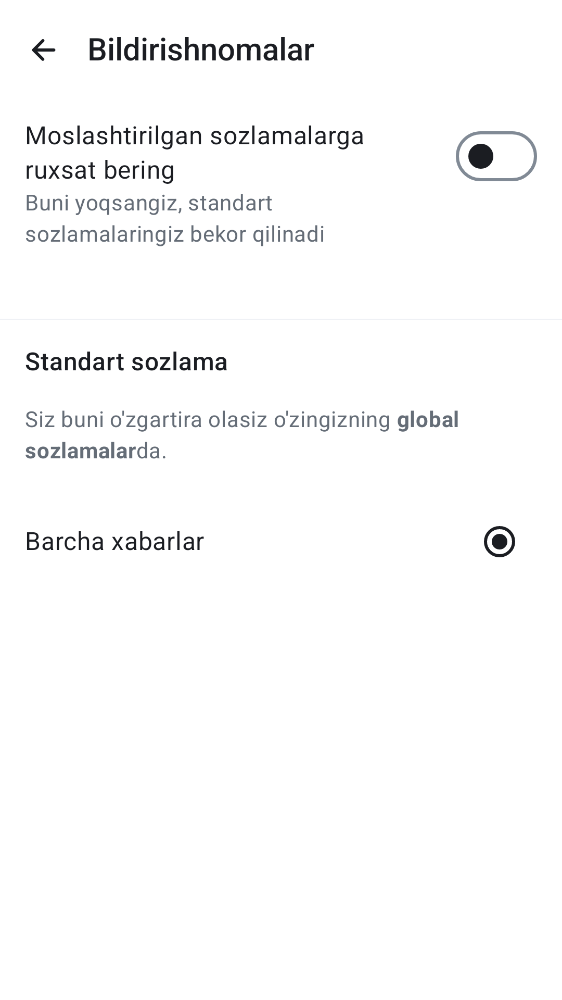 Bildirishnomalar
Moslashtirilgan sozlamalarga
ruxsat bering
Buni yoqsangiz, standart
sozlamalaringiz bekor qilinadi
Standart sozlama
Siz buni o'zgartira olasiz o'zingizning global
sozlamalarda.
Barcha xabarlar